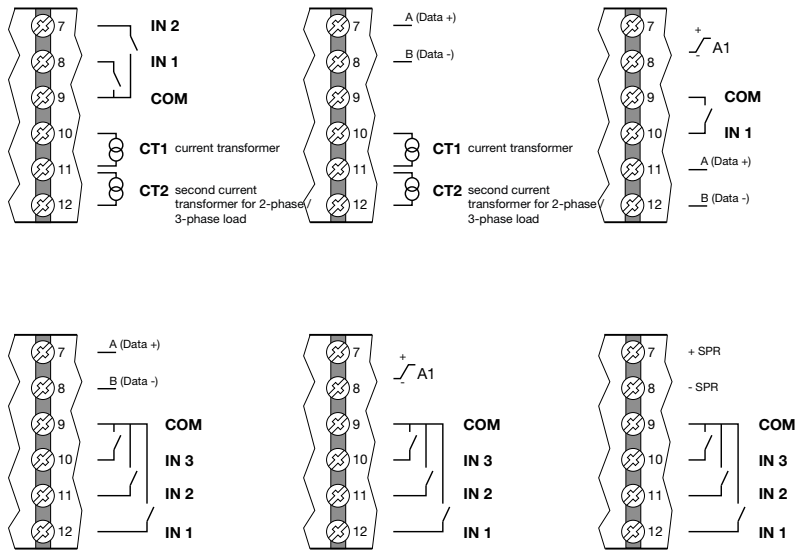 7 IN 2
8 IN 1
9 COM
10 CT1 current transformer
11
12 CT2 second current
transformer for 2-phase /
3-phase load
7 A (Data +)
8 B (Data -)
9
10 CT1 current transformer
11
12 CT2 second current
transformer for 2-phase /
3-phase load
7 +
- A1
8
9 COM
10 IN 1
11 A (Data +)
12 B (Data -)
7 A (Data +)
8 B (Data -)
9 COM
10 IN 3
11 IN 2
12 IN 1
7 +
- A1
8
9 COM
10 IN 3
11 IN 2
12 IN 1
7 + SPR
8 - SPR
9 COM
10 IN 3
11 IN 2
12 IN 1